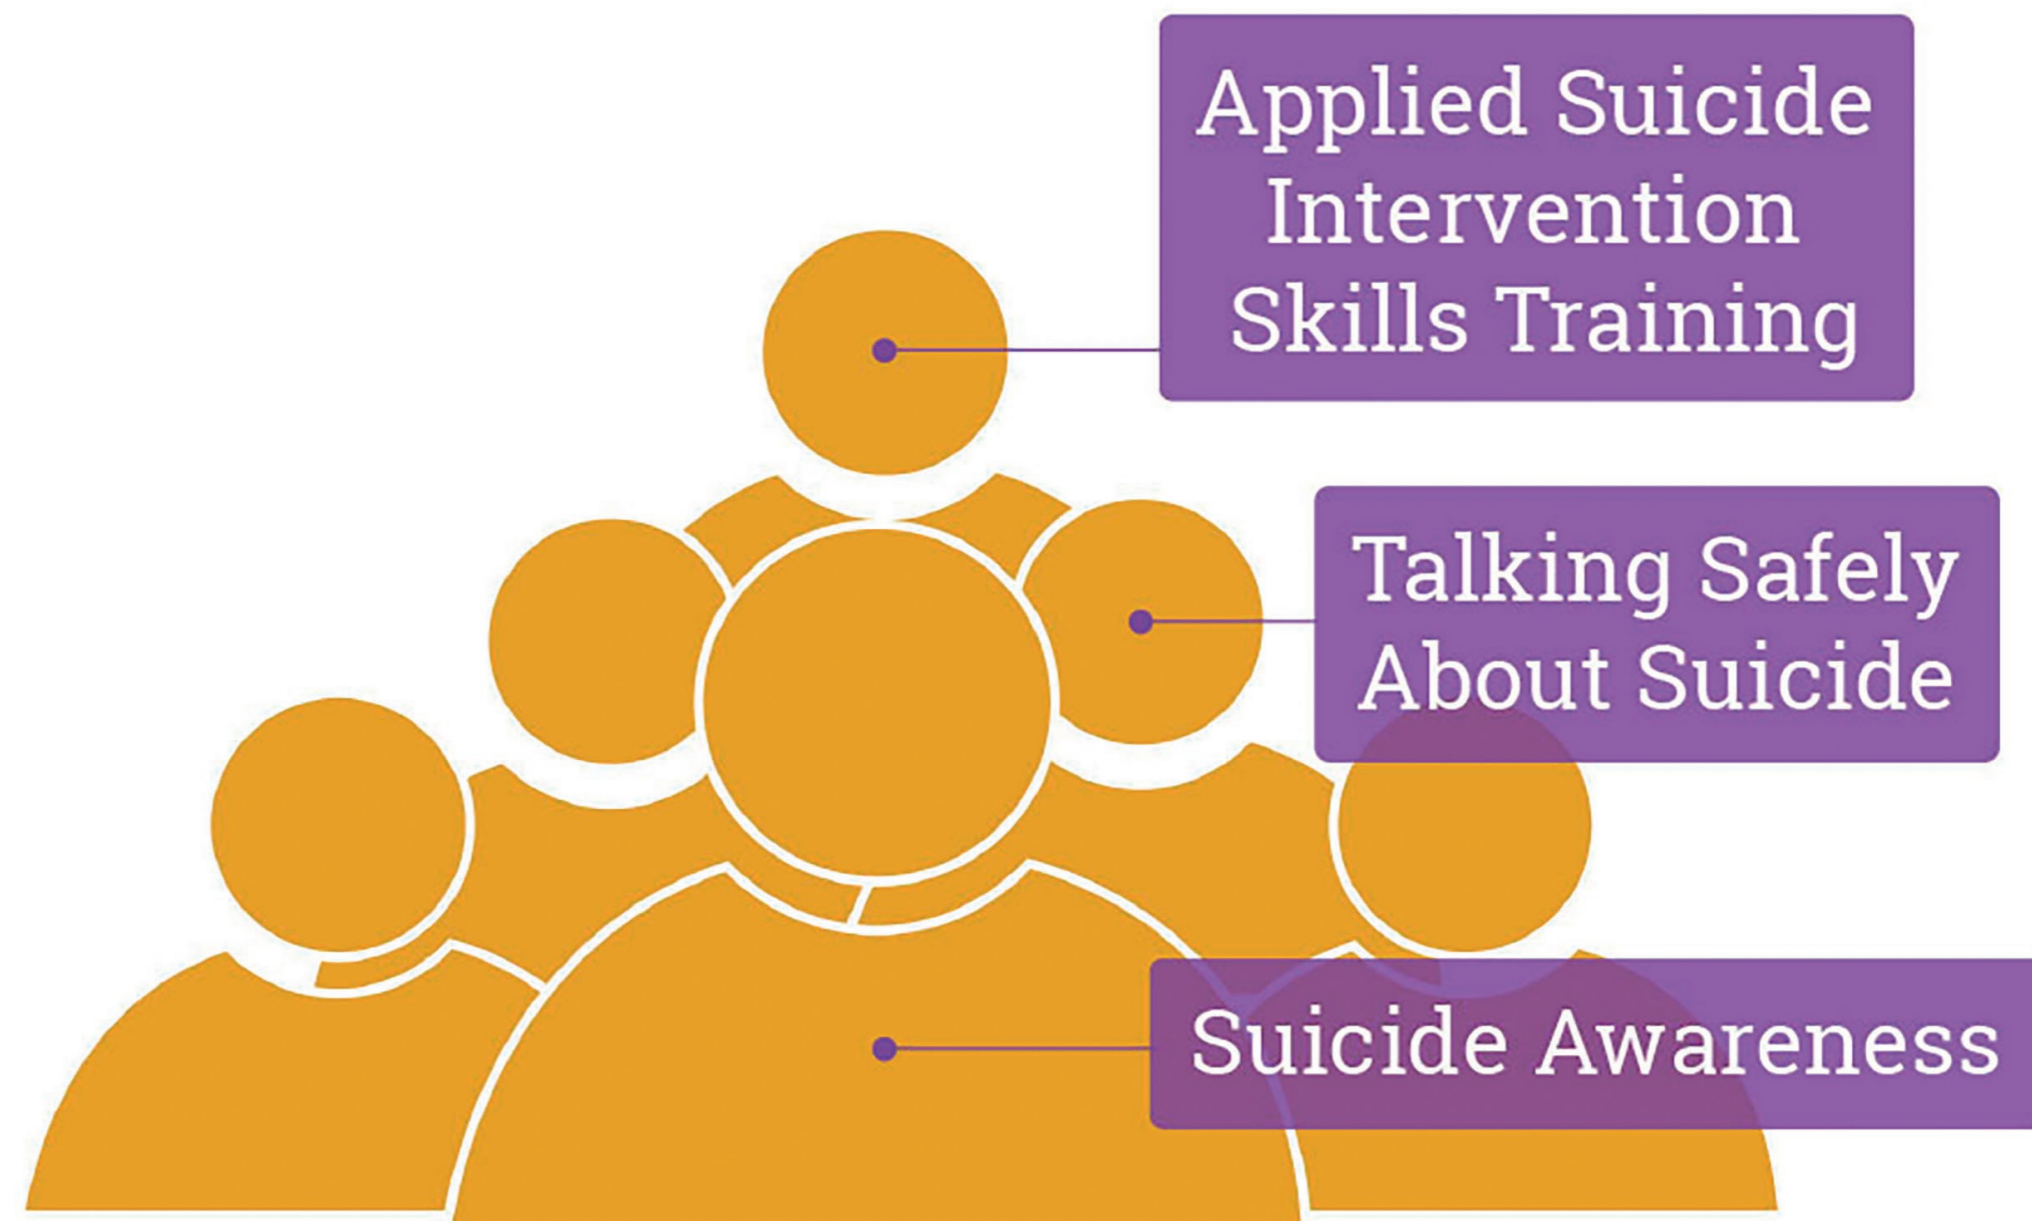 Applied Suicide
Intervention
Skills Training
Talking Safely
About Suicide
Suicide Awareness